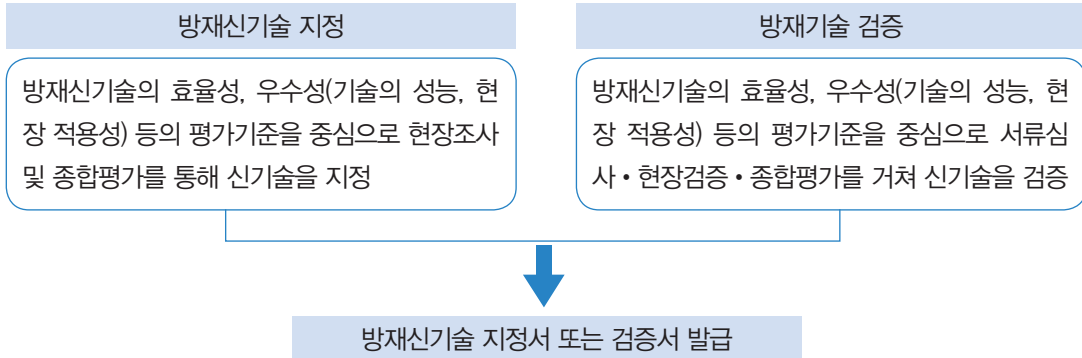 방재신기술 지정
방재신기술의 효율성, 우수성(기술의 성능, 현
장 적용성) 등의 평가기준을 중심으로 현장조사
및 종합평가를 통해 신기술을 지정
방재기술 검증
방재신기술의 효율성, 우수성(기술의 성능, 현
장 적용성) 등의 평가기준을 중심으로 서류심
사•현장검증•종합평가를 거쳐 신기술을 검증
방재신기술 지정서 또는 검증서 발급